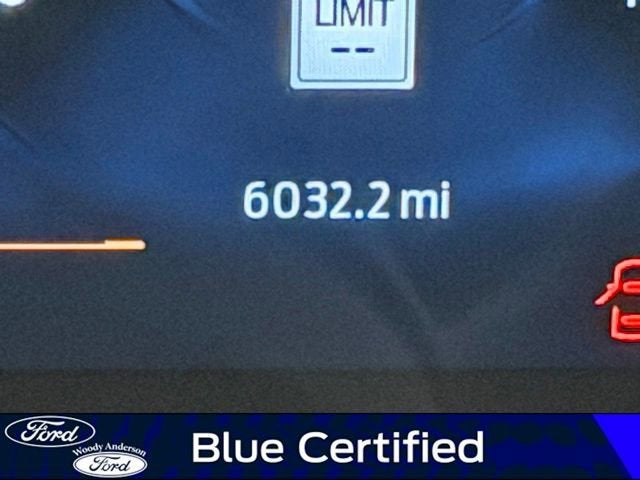 LIMIT
--
6032.2 mi
Ford
Woody Anderson
Ford
Blue Certified